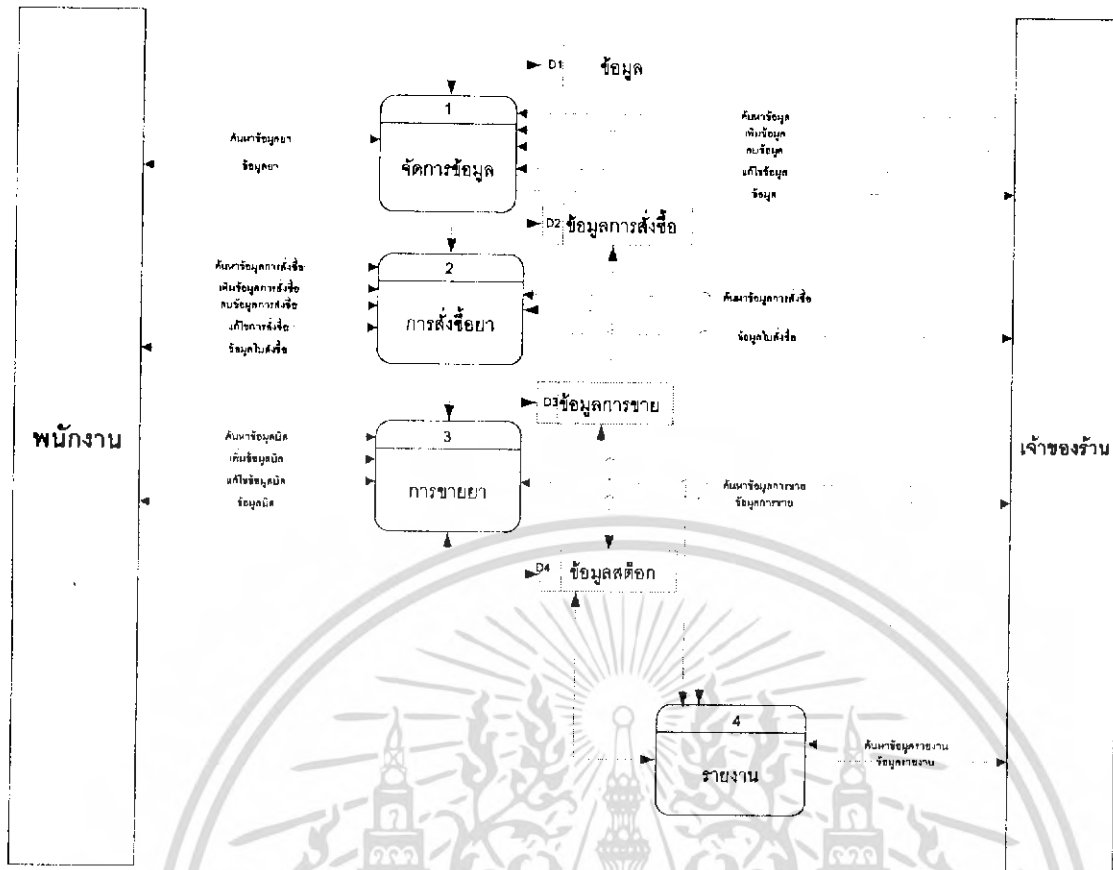 พนักงาน
D1 ข้อมูล
1
จัดการข้อมูล
ค้นหาข้อมูลยา
ข้อมูลยา
ค้นหาข้อมูล
เพิ่มข้อมูล
ลบข้อมูล
แก้ไขข้อมูล
ข้อมูล
D2 ข้อมูลการสั่งซื้อ
2
การสั่งซื้อยา
ค้นหาข้อมูลการสั่งซื้อ
เพิ่มข้อมูลการสั่งซื้อ
ลบข้อมูลการสั่งซื้อ
แก้ไขการสั่งซื้อ
ข้อมูลใบสั่งซื้อ
ค้นหาข้อมูลการสั่งซื้อ
ข้อมูลใบสั่งซื้อ
D3 ข้อมูลการขาย
3
การขายยา
ค้นหาข้อมูลบิล
เพิ่มข้อมูลบิล
แก้ไขข้อมูลบิล
ข้อมูลบิล
ค้นหาข้อมูลการขาย
ข้อมูลการขาย
เจ้าของร้าน
D4 ข้อมูลสต๊อก
4
รายงาน
ค้นหาข้อมูลรายงาน
ข้อมูลรายงาน